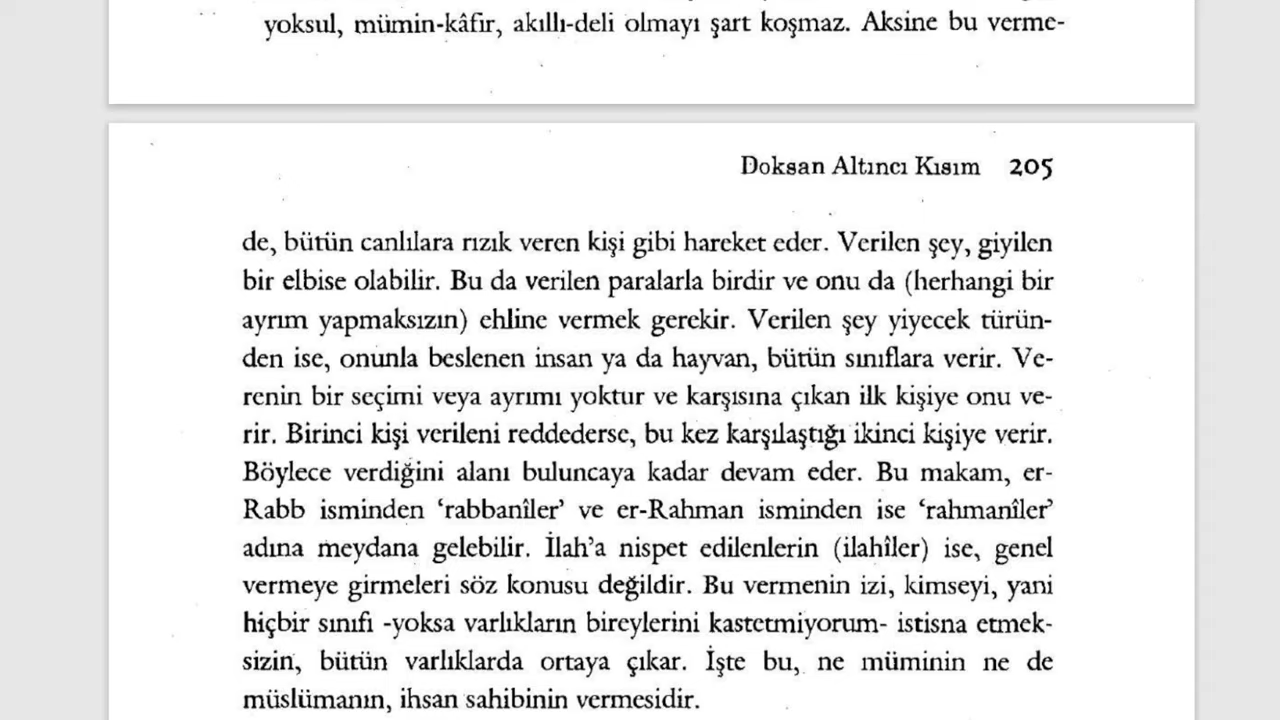 yoksul, mümin-kâfir, akıllı-deli olmayı şart koşmaz. Aksine bu verme-
Doksan Altıncı Kısım 205
de, bütün canlılara rızık veren kişi gibi hareket eder. Verilen şey, giyilen
bir elbise olabilir. Bu da verilen paralarla birdir ve onu da (herhangi bir
ayrım yapmaksızın) ehline vermek gerekir. Verilen şey yiyecek türün-
den ise, onunla beslenen insan ya da hayvan, bütün sınıflara verir. Ve-
renin bir seçimi veya ayrımı yoktur ve karşısına çıkan ilk kişiye onu ve-
rir. Birinci kişi verileni reddederse, bu kez karşılaştığı ikinci kişiye verir.
Böylece verdiğini alanı buluncaya kadar devam eder. Bu makam, er-
Rabb isminden ‘rabbanîler’ ve er-Rahman isminden ise ‘rahmanîler’
adına meydana gelebilir. İlah’a nispet edilenlerin (ilahîler) ise, genel
vermeye girmeleri söz konusu değildir. Bu vermenin izi, kimseyi, yani
hiçbir sınıfı -yoksa varlıkların bireylerini kastetmiyorum- istisna etmek-
sizin, bütün varlıklarda ortaya çıkar. İşte bu, ne müminin ne de
müslümanın, ihsan sahibinin vermesidir.